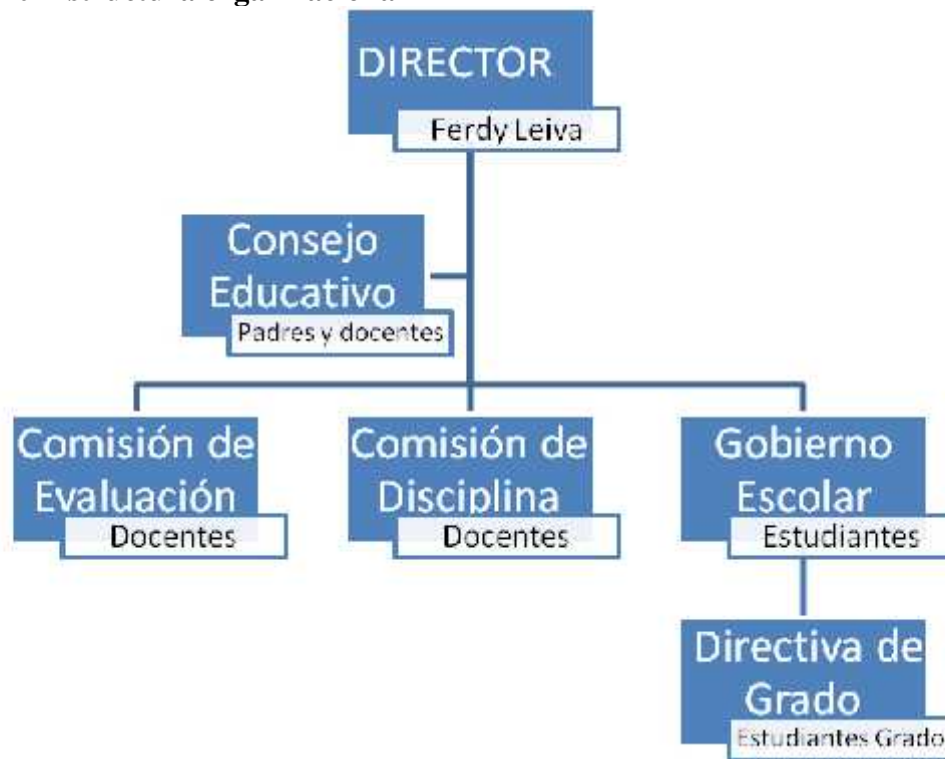 DIRECTOR
Ferdy Leiva
Consejo
Educativo
Padres y docentes
Comisión de
Evaluación
Docentes
Comisión de
Disciplina
Docentes
Gobierno
Escolar
Estudiantes
Directiva de
Grado
Estudiantes Grado